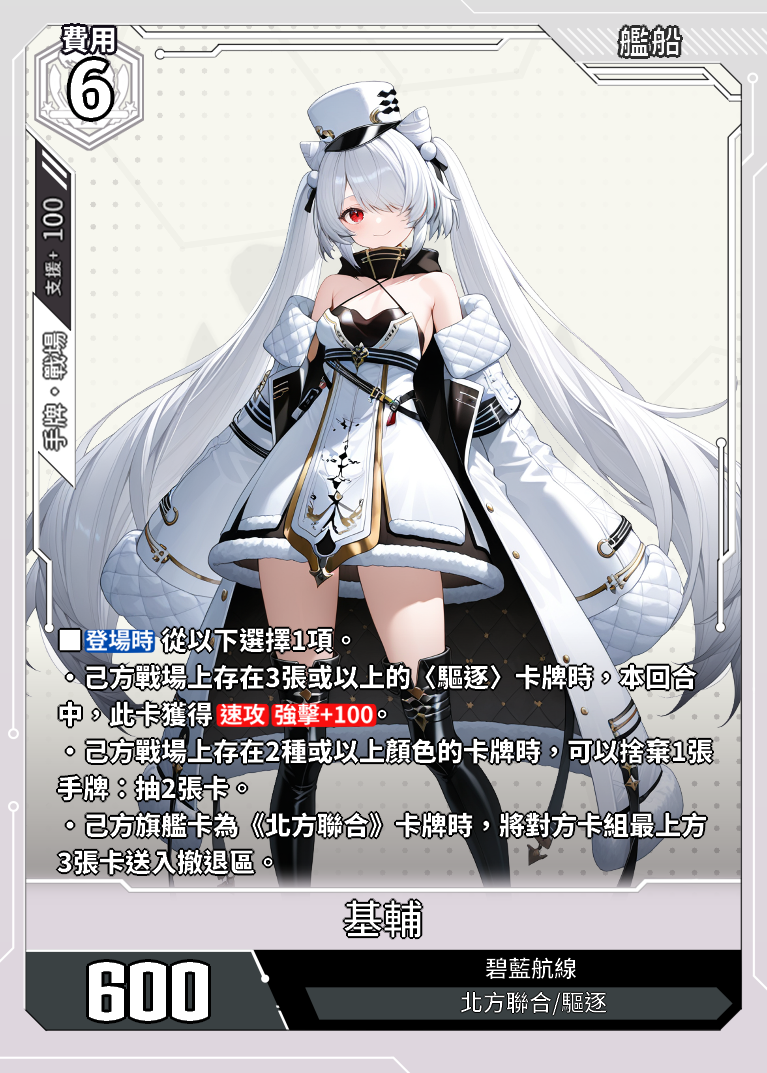 費用
6
艦船
支援+ 100
手牌・戰場
■登場時 從以下選擇1項。
・己方戰場上存在3張或以上的〈驅逐〉卡牌時，本回合
中，此卡獲得 速攻 強擊+100。
・己方戰場上存在2種或以上顏色的卡牌時，可以捨棄1張
手牌：抽2張卡。
・己方旗艦卡為《北方聯合》卡牌時，將對方卡組最上方
3張卡送入撤退區。
基輔
600
碧藍航線
北方聯合/驅逐